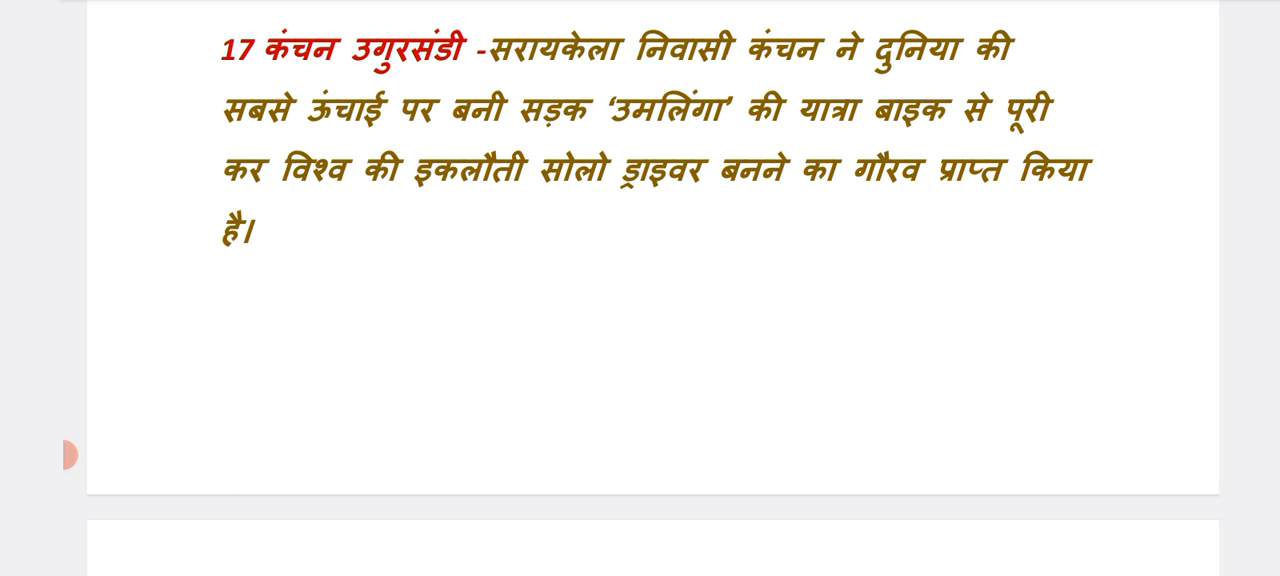 17 कंचन उगुरसंडी -सरायकेला निवासी कंचन ने दुनिया की
सबसे ऊंचाई पर बनी सड़क ‘उमलिंगा’ की यात्रा बाइक से पूरी
कर विश्व की इकलौती सोलो ड्राइवर बनने का गौरव प्राप्त किया
है।